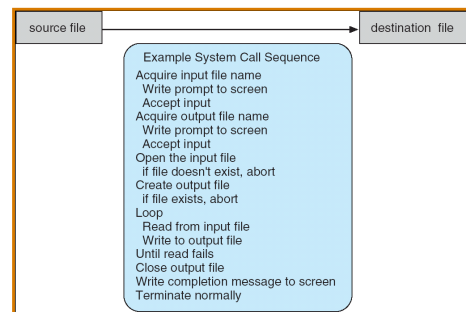 source file
destination file
Example System Call Sequence
Acquire input file name
Write prompt to screen
Accept input
Acquire output file name
Write prompt to screen
Accept input
Open the input file
if file doesn't exist, abort
Create output file
if file exists, abort
Loop
Read from input file
Write to output file
Until read fails
Close output file
Write completion message to screen
Terminate normally